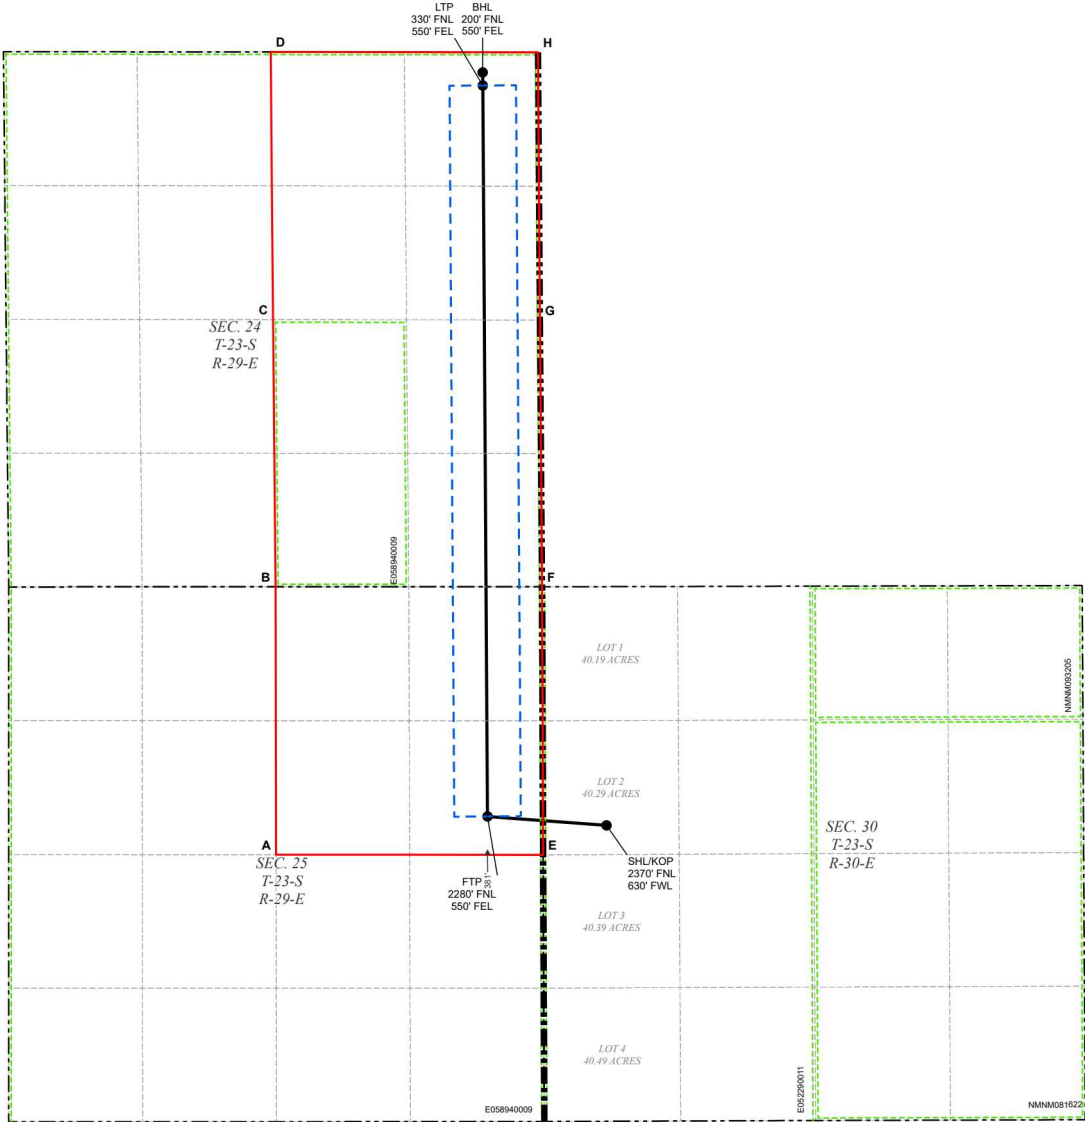 LTP
330' FNL
550' FEL
BHL
200' FNL
550' FEL
D
H
C
G
SEC. 24
T-23-S
R-29-E
E058940009
B
F
LOT 1
40.19 ACRES
NMNM093205
LOT 2
40.29 ACRES
SEC. 30
T-23-S
R-30-E
A
E
SEC. 25
T-23-S
R-29-E
FTP
2280' FNL
550' FEL
381'
SHL/KOP
2370' FNL
630' FWL
LOT 3
40.39 ACRES
LOT 4
40.49 ACRES
E052290011
E058940009
NMNM081622